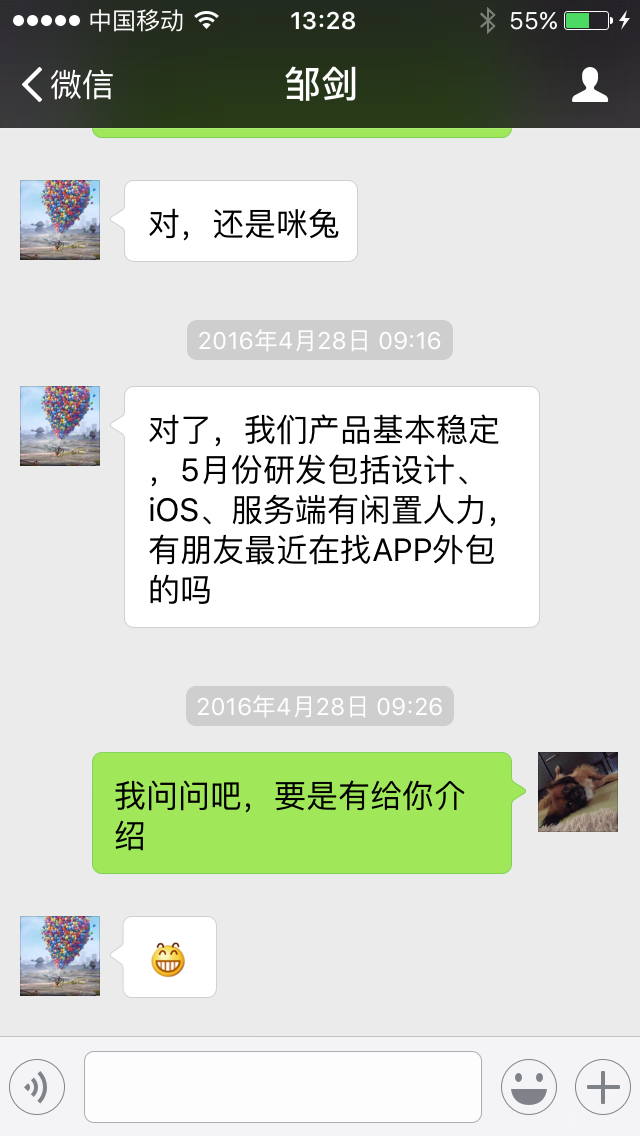 中国移动 13:28 55%
微信 邹剑
对，还是咪兔
2016年4月28日 09:16
对了，我们产品基本稳定
，5月份研发包括设计、
iOS、服务端有闲置人力，
有朋友最近在找APP外包
的吗
2016年4月28日 09:26
我问问吧，要是有给你介
绍